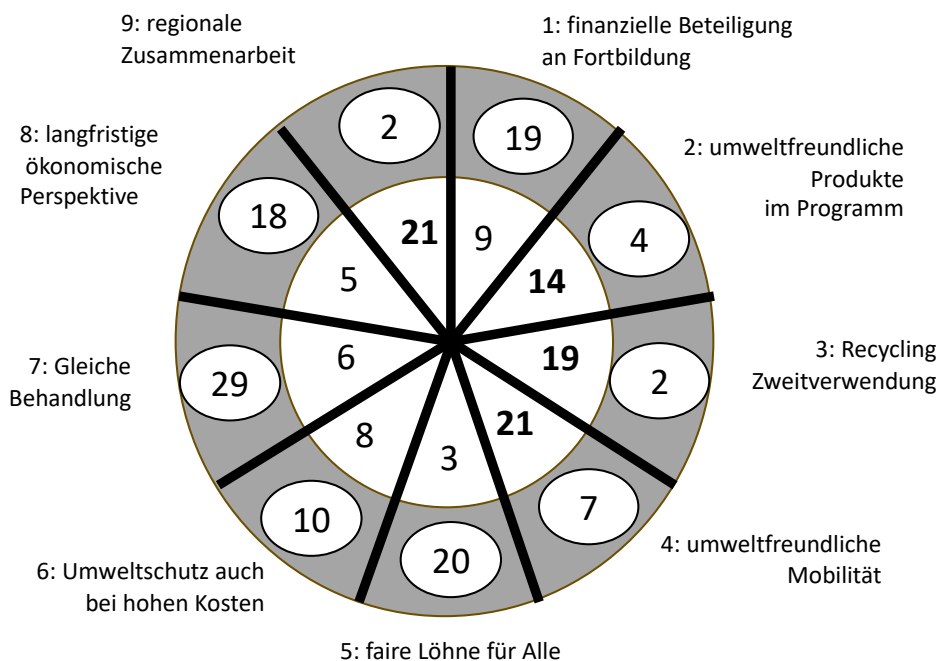 9: regionale
Zusammenarbeit
1: finanzielle Beteiligung
an Fortbildung
8: langfristige
ökonomische
Perspektive
2: umweltfreundliche
Produkte
im Programm
2
19
18
4
21
9
5
14
7: Gleiche
Behandlung
3: Recycling
Zweitverwendung
29
6
19
2
8
3
21
10
20
7
6: Umweltschutz auch
bei hohen Kosten
4: umweltfreundliche
Mobilität
5: faire Löhne für Alle